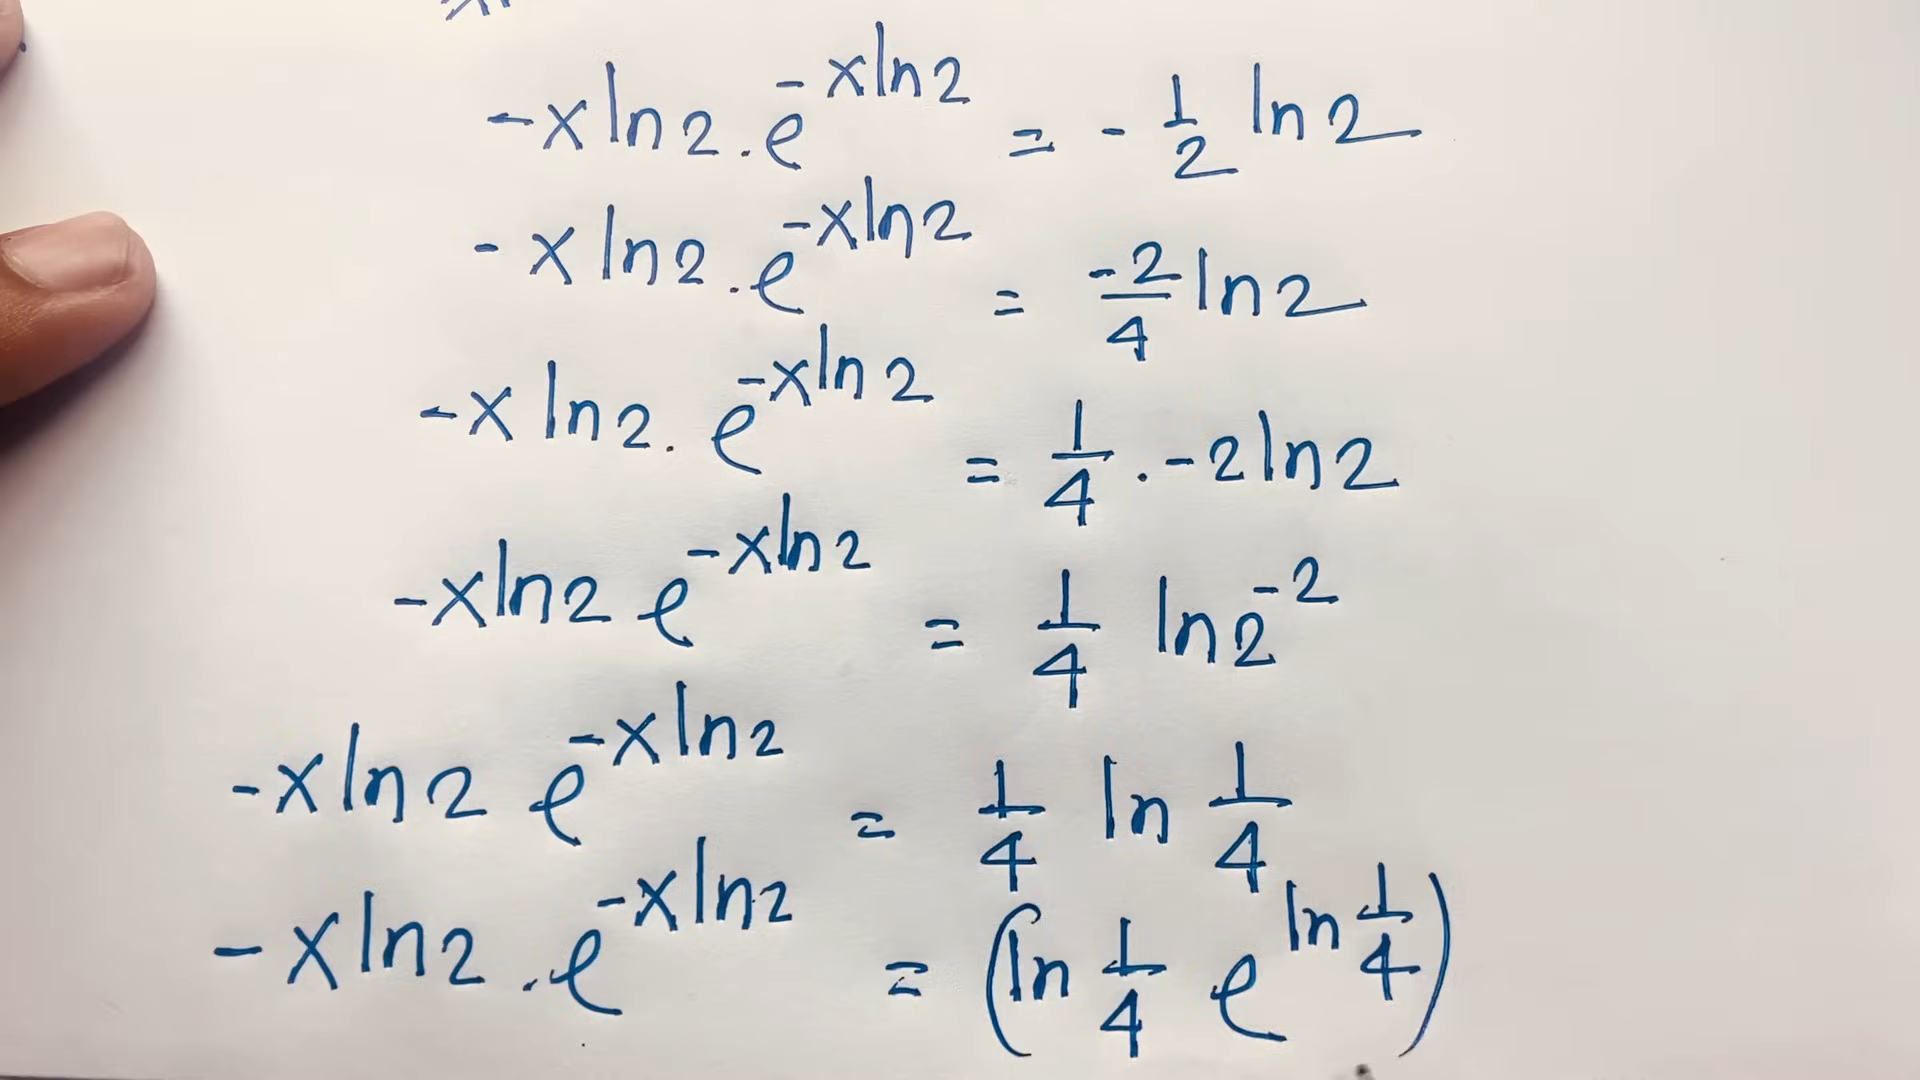 -x ln2 . e^{-x ln2} = - 1/2 ln2
-x ln2 . e^{-x ln2} = -2/4 ln2
-x ln2 . e^{-x ln2} = 1/4 . -2 ln2
-x ln2 e^{-x ln2} = 1/4 ln2^{-2}
-x ln2 e^{-x ln2} = 1/4 ln 1/4
-x ln2 . e^{-x ln2} = (ln 1/4 e^{ln 1/4})